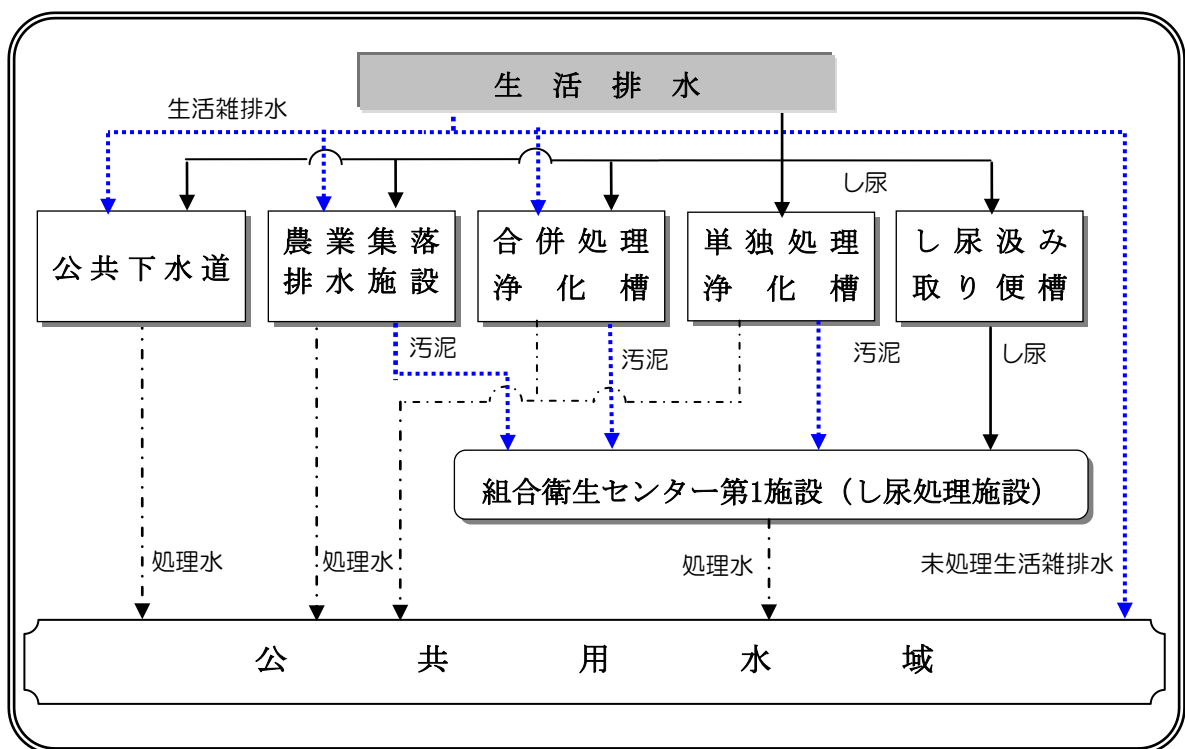 生活排水
生活雑排水
し尿
公共下水道
農業集落
排水施設
合併処理
浄化槽
単独処理
浄化槽
し尿汲み
取り便槽
汚泥
汚泥
汚泥
し尿
組合衛生センター第1施設（し尿処理施設）
処理水
処理水
処理水
未処理生活雑排水
公共用水域